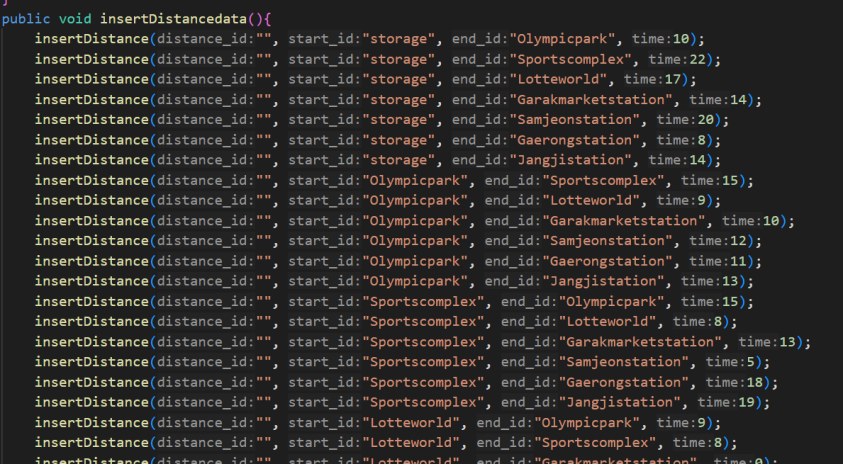 }
public void insertDistancedata(){
insertDistance(distance_id:"", start_id:"storage", end_id:"Olympicpark", time:10);
insertDistance(distance_id:"", start_id:"storage", end_id:"Sportscomplex", time:22);
insertDistance(distance_id:"", start_id:"storage", end_id:"Lotteworld", time:17);
insertDistance(distance_id:"", start_id:"storage", end_id:"Garakmarketstation", time:14);
insertDistance(distance_id:"", start_id:"storage", end_id:"Samjeonstation", time:20);
insertDistance(distance_id:"", start_id:"storage", end_id:"Gaerongstation", time:8);
insertDistance(distance_id:"", start_id:"storage", end_id:"Jangjistation", time:14);
insertDistance(distance_id:"", start_id:"Olympicpark", end_id:"Sportscomplex", time:15);
insertDistance(distance_id:"", start_id:"Olympicpark", end_id:"Lotteworld", time:9);
insertDistance(distance_id:"", start_id:"Olympicpark", end_id:"Garakmarketstation", time:10);
insertDistance(distance_id:"", start_id:"Olympicpark", end_id:"Samjeonstation", time:12);
insertDistance(distance_id:"", start_id:"Olympicpark", end_id:"Gaerongstation", time:11);
insertDistance(distance_id:"", start_id:"Olympicpark", end_id:"Jangjistation", time:13);
insertDistance(distance_id:"", start_id:"Sportscomplex", end_id:"Olympicpark", time:15);
insertDistance(distance_id:"", start_id:"Sportscomplex", end_id:"Lotteworld", time:8);
insertDistance(distance_id:"", start_id:"Sportscomplex", end_id:"Garakmarketstation", time:13);
insertDistance(distance_id:"", start_id:"Sportscomplex", end_id:"Samjeonstation", time:5);
insertDistance(distance_id:"", start_id:"Sportscomplex", end_id:"Gaerongstation", time:18);
insertDistance(distance_id:"", start_id:"Sportscomplex", end_id:"Jangjistation", time:19);
insertDistance(distance_id:"", start_id:"Lotteworld", end_id:"Olympicpark", time:9);
insertDistance(distance_id:"", start_id:"Lotteworld", end_id:"Sportscomplex", time:8);
insertDistance(distance_id:"", start_id:"Lotteworld", end_id:"Garakmarketstation",